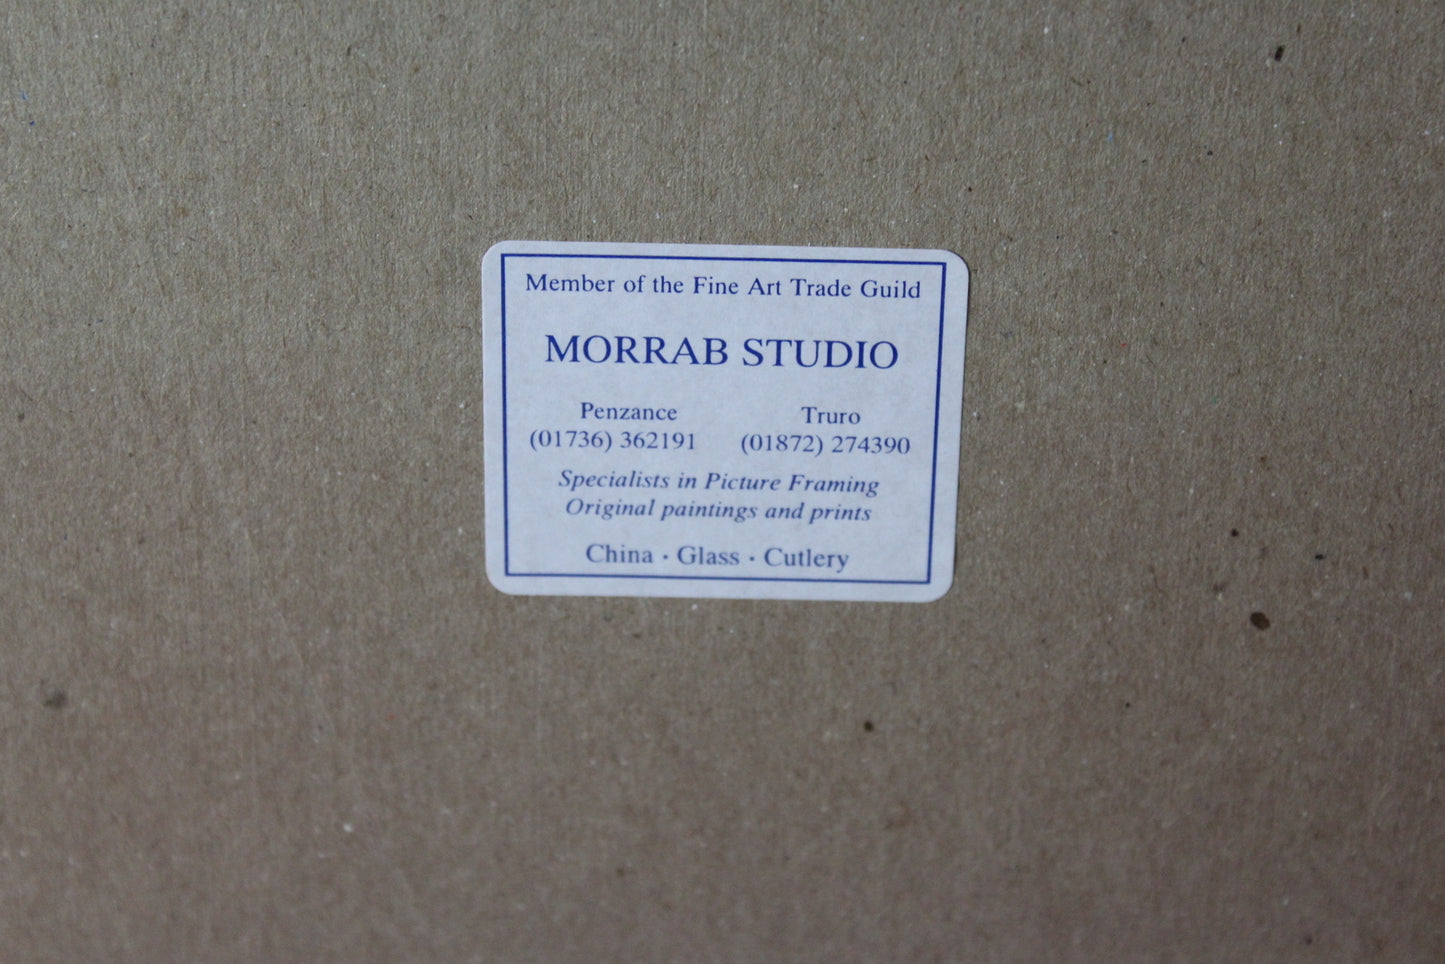 Member of the Fine Art Trade Guild
MORRAB STUDIO
Penzance Truro
(01736) 362191 (01872) 274390
Specialists in Picture Framing
Original paintings and prints
China · Glass · Cutlery